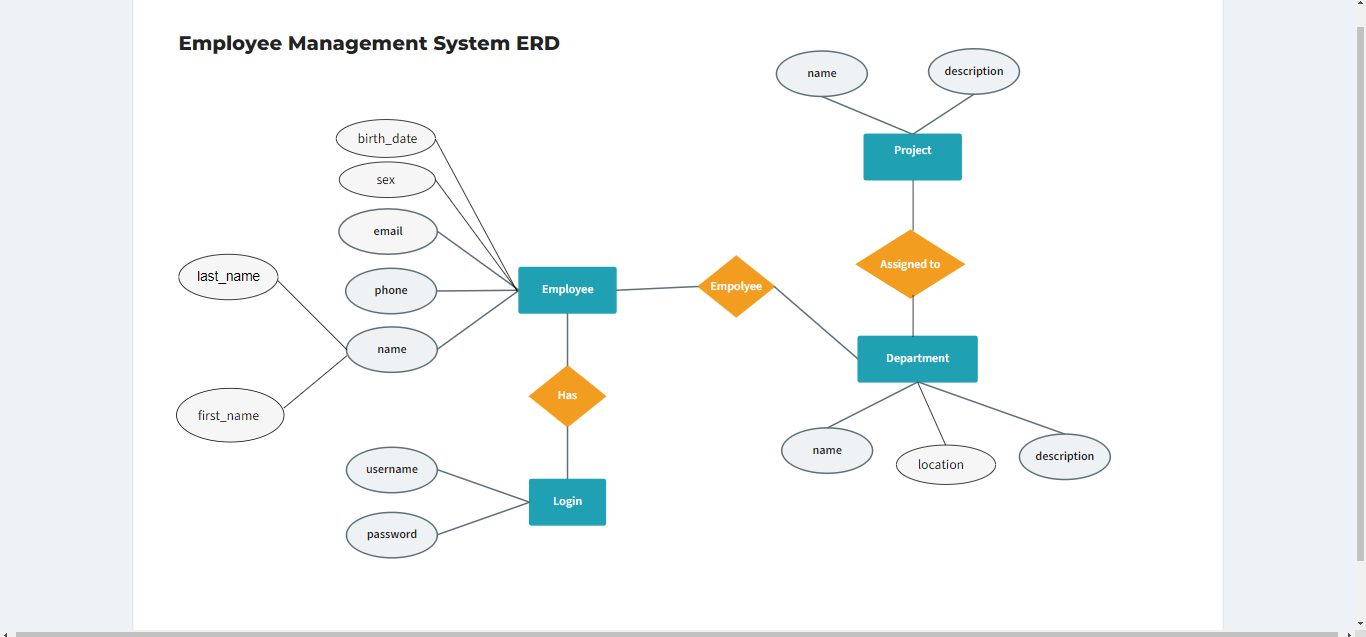 Employee Management System ERD
name
description
birth_date
Project
sex
email
Assigned to
last_name
phone
Employee
Empolyee
name
Department
Has
first_name
name
location
description
username
Login
password